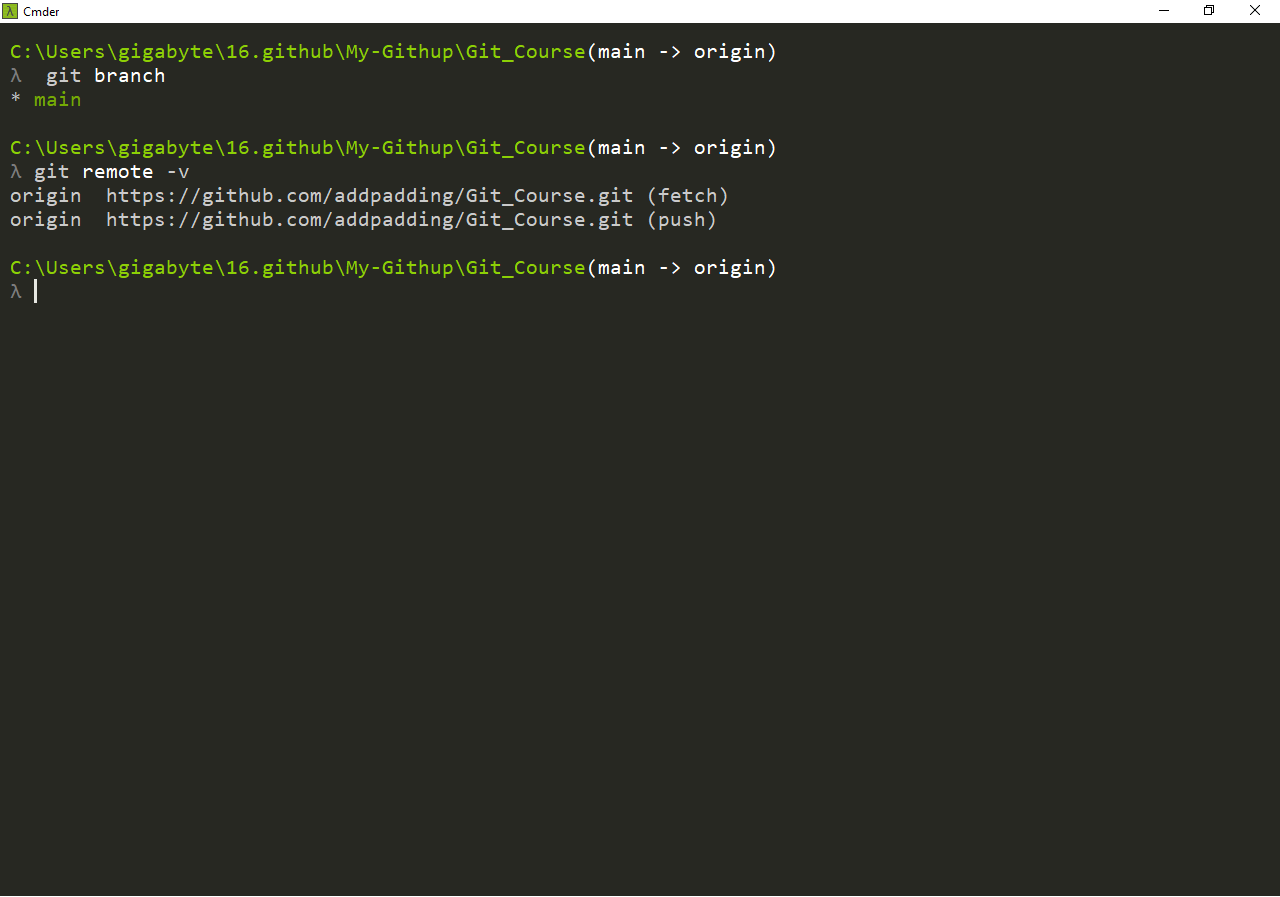 λ Cmder
C:\Users\gigabyte\16.github\My-Githup\Git_Course(main -> origin)
λ  git branch
* main
C:\Users\gigabyte\16.github\My-Githup\Git_Course(main -> origin)
λ git remote -v
origin  https://github.com/addpadding/Git_Course.git (fetch)
origin  https://github.com/addpadding/Git_Course.git (push)
C:\Users\gigabyte\16.github\My-Githup\Git_Course(main -> origin)
λ